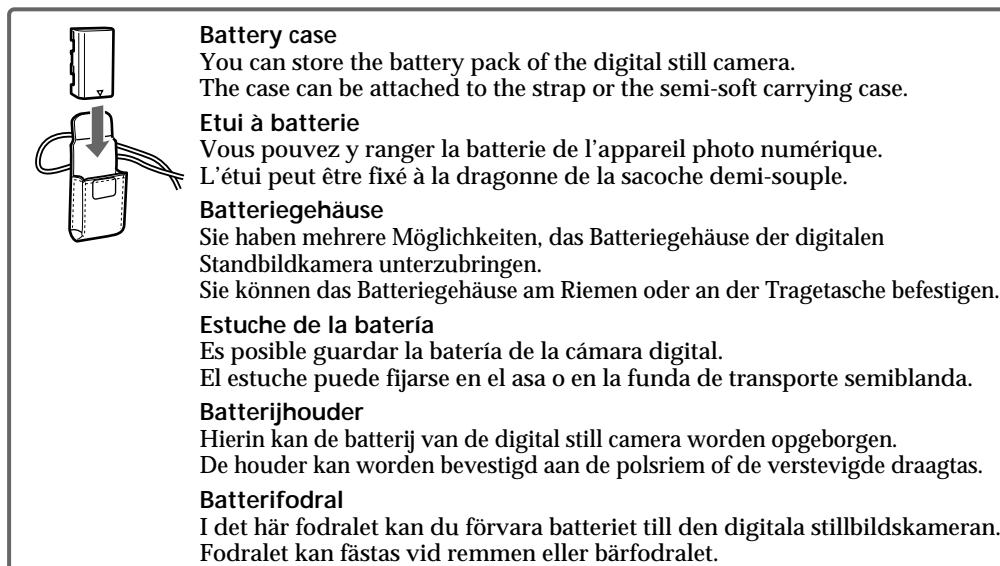 Battery case
You can store the battery pack of the digital still camera.
The case can be attached to the strap or the semi-soft carrying case.
Etui à batterie
Vous pouvez y ranger la batterie de l'appareil photo numérique.
L'étui peut être fixé à la dragonne de la sacoche demi-souple.
Batteriegehäuse
Sie haben mehrere Möglichkeiten, das Batteriegehäuse der digitalen
Standbildkamera unterzubringen.
Sie können das Batteriegehäuse am Riemen oder an der Tragetasche befestigen.
Estuche de la batería
Es posible guardar la batería de la cámara digital.
El estuche puede fijarse en el asa o en la funda de transporte semiblanda.
Batterijhouder
Hierin kan de batterij van de digital still camera worden opgeborgen.
De houder kan worden bevestigd aan de polsriem of de verstevigde draagtas.
Batterifodral
I det här fodralet kan du förvara batteriet till den digitala stillbildskameran.
Fodralet kan fästas vid remmen eller bärfodralet.